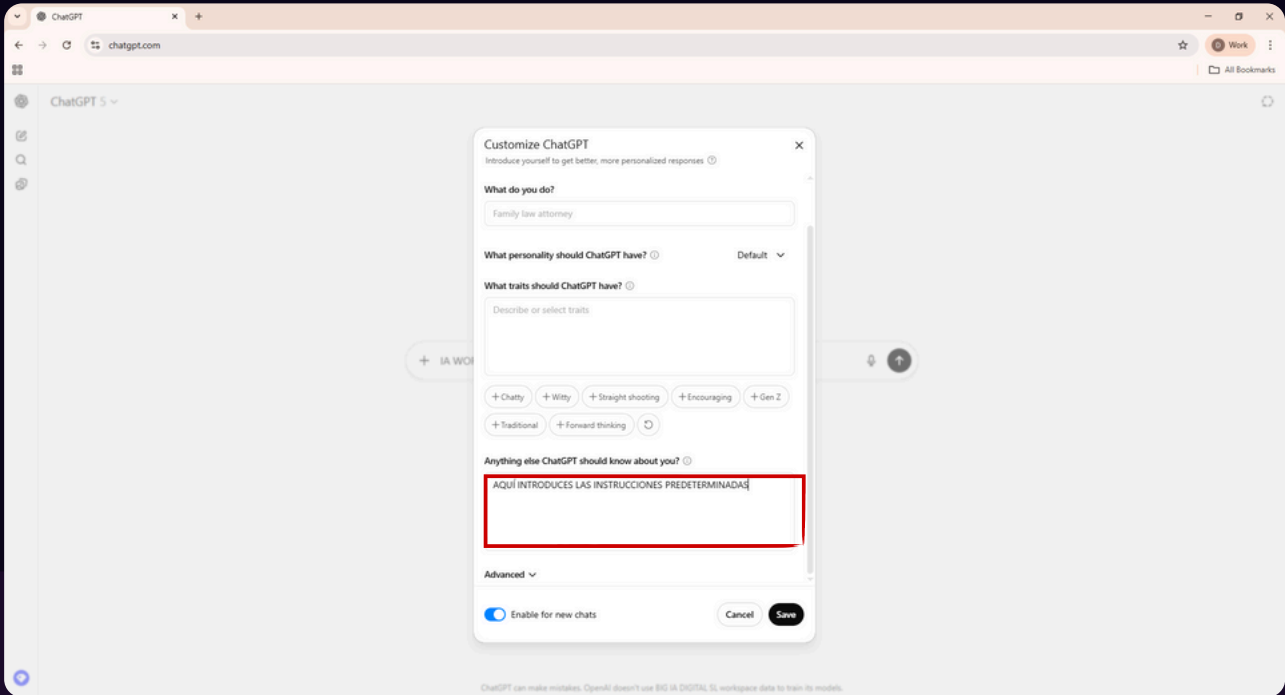 ChatGPT
chatgpt.com
Work
All Bookmarks
ChatGPT 5
Customize ChatGPT
Introduce yourself to get better, more personalized responses
What do you do?
Family law attorney
What personality should ChatGPT have?
Default
What traits should ChatGPT have?
Describe or select traits
IA WO
+ Chatty + Witty + Straight shooting + Encouraging + Gen Z
+ Traditional + Forward thinking
Anything else ChatGPT should know about you?
AQUÍ INTRODUCES LAS INSTRUCCIONES PREDETERMINADAS
Advanced
Enable for new chats
Cancel Save
ChatGPT can make mistakes. OpenAI doesn't use BIG IA DIGITAL SL workspace data to train its models.